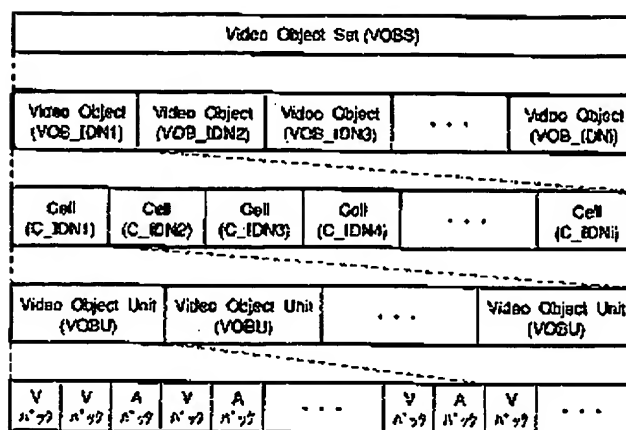 Video Object Set (VOBS)
Video Object Video Object Video Object Video Object
(VOB_IDN1) (VOB_IDN2) (VOB_IDN3) ・・・ (VOB_IDNi)
Cell Cell Cell Cell Cell
(C_IDN1) (C_IDN2) (C_IDN3) (C_IDN4) ・・・ (C_IDNi)
Video Object Unit Video Object Unit Video Object Unit
(VOBU) (VOBU) ・・・ (VOBU)
V V A V A V A V
パック パック パック パック パック ・・・ パック パック パック ・・・